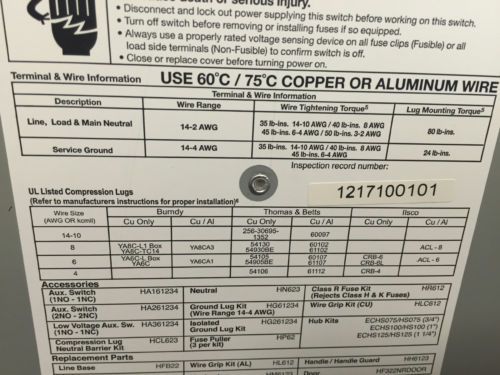 • Disconnect and lock out power supplying this switch before working on this switch.
• Turn off switch before removing or installing fuses if so equipped.
• Always use a properly rated voltage sensing device on all fuse clips (Fusible) or all
load side terminals (Non-Fusible) to confirm switch is off.
• Close or replace cover before turning power on.
Terminal & Wire Information USE 60°C / 75°C COPPER OR ALUMINUM WIRE
Terminal & Wire Information
Description Wire Range Wire Tightening Torque⁵ Lug Mounting Torque⁵
Line, Load & Main Neutral 14-2 AWG 35 lb-ins. 14-10 AWG / 40 lb-ins. 8 AWG 80 lb-ins.
45 lb-ins. 6-4 AWG / 50 lb-ins. 3-2 AWG
Service Ground 14-4 AWG 35 lb-ins. 14-10 AWG / 40 lb-ins. 8 AWG 24 lb-ins.
45 lb-ins. 6-4 AWG
Inspection record number:
1217100101
UL Listed Compression Lugs
(Refer to manufacturers instructions for proper installation)⁶
Wire Size Burndy Thomas & Betts Ilsco
(AWG OR kcmil) Cu Only Cu / Al Cu Only Cu / Al Cu Only Cu / Al
14-10 256-30695-1352 60097
8 YA8C-L1 Box YA8CA3 54130 60102 ACL - 8
YA8C-TC14 54930BE 61102
6 YA6C-L Box YA6CA1 54105 60107 CRB-6 ACL - 6
YA6C 54905BE 61107 CRB-6L
4 54106 61112 CRB-4
Accessories
Aux. Switch HA161234 Neutral HN623 Class R Fuse Kit HR612
(1NO - 1NC) (Rejects Class H & K Fuses)
Aux. Switch HA261234 Ground Lug Kit HG61234 Wire Grip Kit (CU) HLC612
(2NO - 2NC) (Wire Range 14-4 AWG)
Low Voltage Aux. Sw. HA361234 Isolated HG261234 Hub Kits ECHS075/HS075 (3/4")
(1NO - 1NC) Ground Lug Kit ECHS100/HS100 (1")
Compression Lug HCL623 Fuse Puller HP62 ECHS125/HS125 (1 1/4")
Neutral Barrier Kit (3 per kit)
Replacement Parts
Line Base HFB22 Wire Grip Kit (AL) HL612 Handle / Handle Guard HH6123
HF322NRDOOR